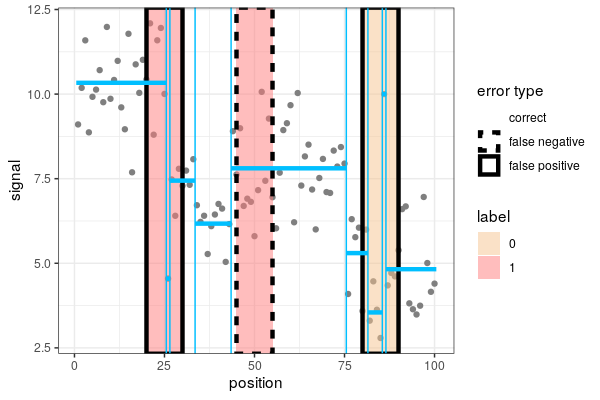 12.5
10.0
7.5
5.0
2.5
signal
0
25
50
75
100
position
error type
correct
false negative
false positive
label
0
1